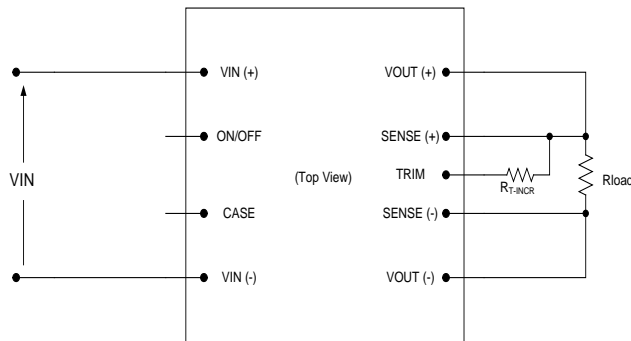 VIN (+)
VOUT (+)
ON/OFF
SENSE (+)
VIN
(Top View)
TRIM
RT-INCR
Rload
CASE
SENSE (-)
VIN (-)
VOUT (-)